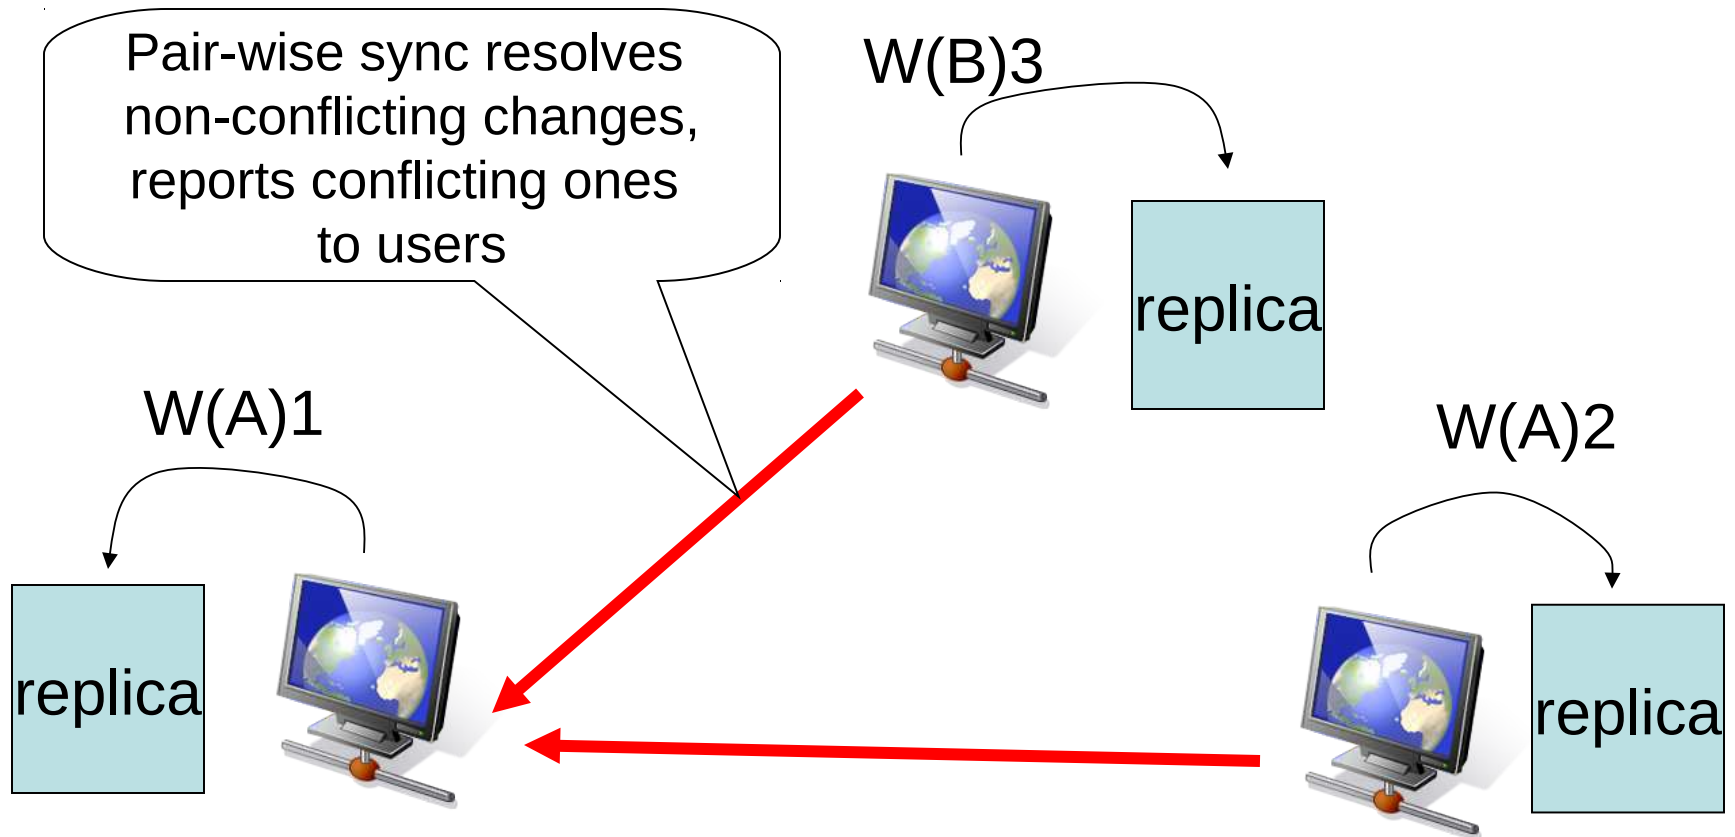 Pair-wise sync resolves
non-conflicting changes,
reports conflicting ones
to users
W(B)3
replica
W(A)1
replica
W(A)2
replica